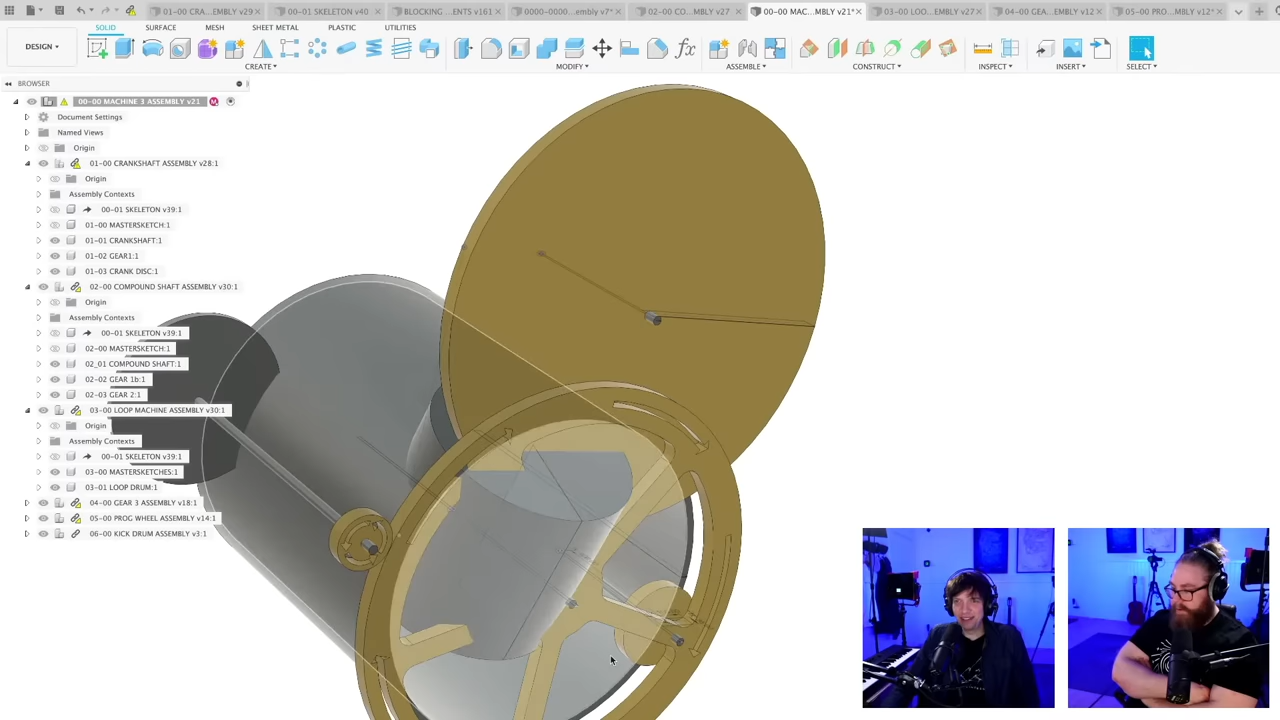 01-00 CRA...EMBLY v29
00-01 SKELETON v40
BLOCKING ...ENTS v161
0000-0000...embly v7*
02-00 CO...MBLY v27
00-00 MAC...MBLY v21*
03-00 LOO...EMBLY v27*
04-00 GEA...EMBLY v12
05-00 PRO...MBLY v12*
SOLID SURFACE MESH SHEET METAL PLASTIC UTILITIES
DESIGN
CREATE MODIFY ASSEMBLE CONSTRUCT INSPECT INSERT SELECT
BROWSER
00-00 MACHINE 3 ASSEMBLY v21
Document Settings
Named Views
Origin
01-00 CRANKSHAFT ASSEMBLY v28:1
Origin
Assembly Contexts
00-01 SKELETON v39:1
01-00 MASTERSKETCH:1
01-01 CRANKSHAFT:1
01-02 GEAR1:1
01-03 CRANK DISC:1
02-00 COMPOUND SHAFT ASSEMBLY v30:1
Origin
Assembly Contexts
00-01 SKELETON v39:1
02-00 MASTERSKETCH:1
02_01 COMPOUND SHAFT:1
02-02 GEAR 1b:1
02-03 GEAR 2:1
03-00 LOOP MACHINE ASSEMBLY v30:1
Origin
Assembly Contexts
00-01 SKELETON v39:1
03-00 MASTERSKETCHES:1
03-01 LOOP DRUM:1
04-00 GEAR 3 ASSEMBLY v18:1
05-00 PROG WHEEL ASSEMBLY v14:1
06-00 KICK DRUM ASSEMBLY v3:1